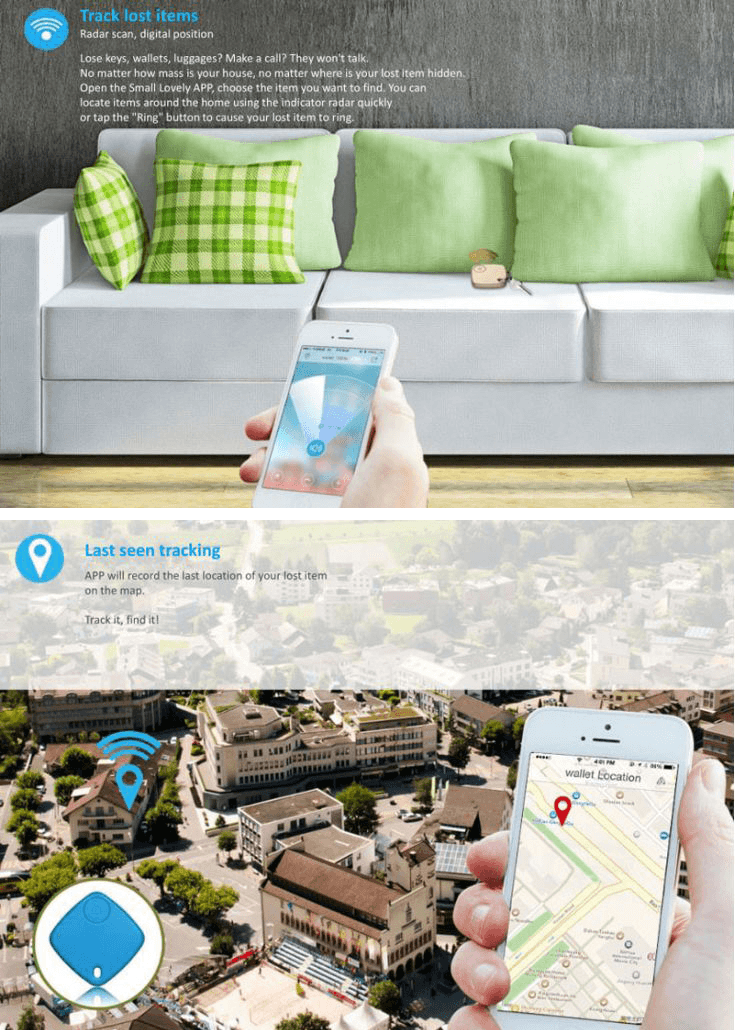 Track lost items
Radar scan, digital position
Lose keys, wallets, luggages? Make a call? They won't talk.
No matter how mass is your house, no matter where is your lost item hidden.
Open the Small Lovely APP, choose the item you want to find. You can
locate items around the home using the indicator radar quickly
or tap the "Ring" button to cause your lost item to ring.
Last seen tracking
APP will record the last location of your lost item
on the map.
Track it, find it!
4:01 PM
wallet Location